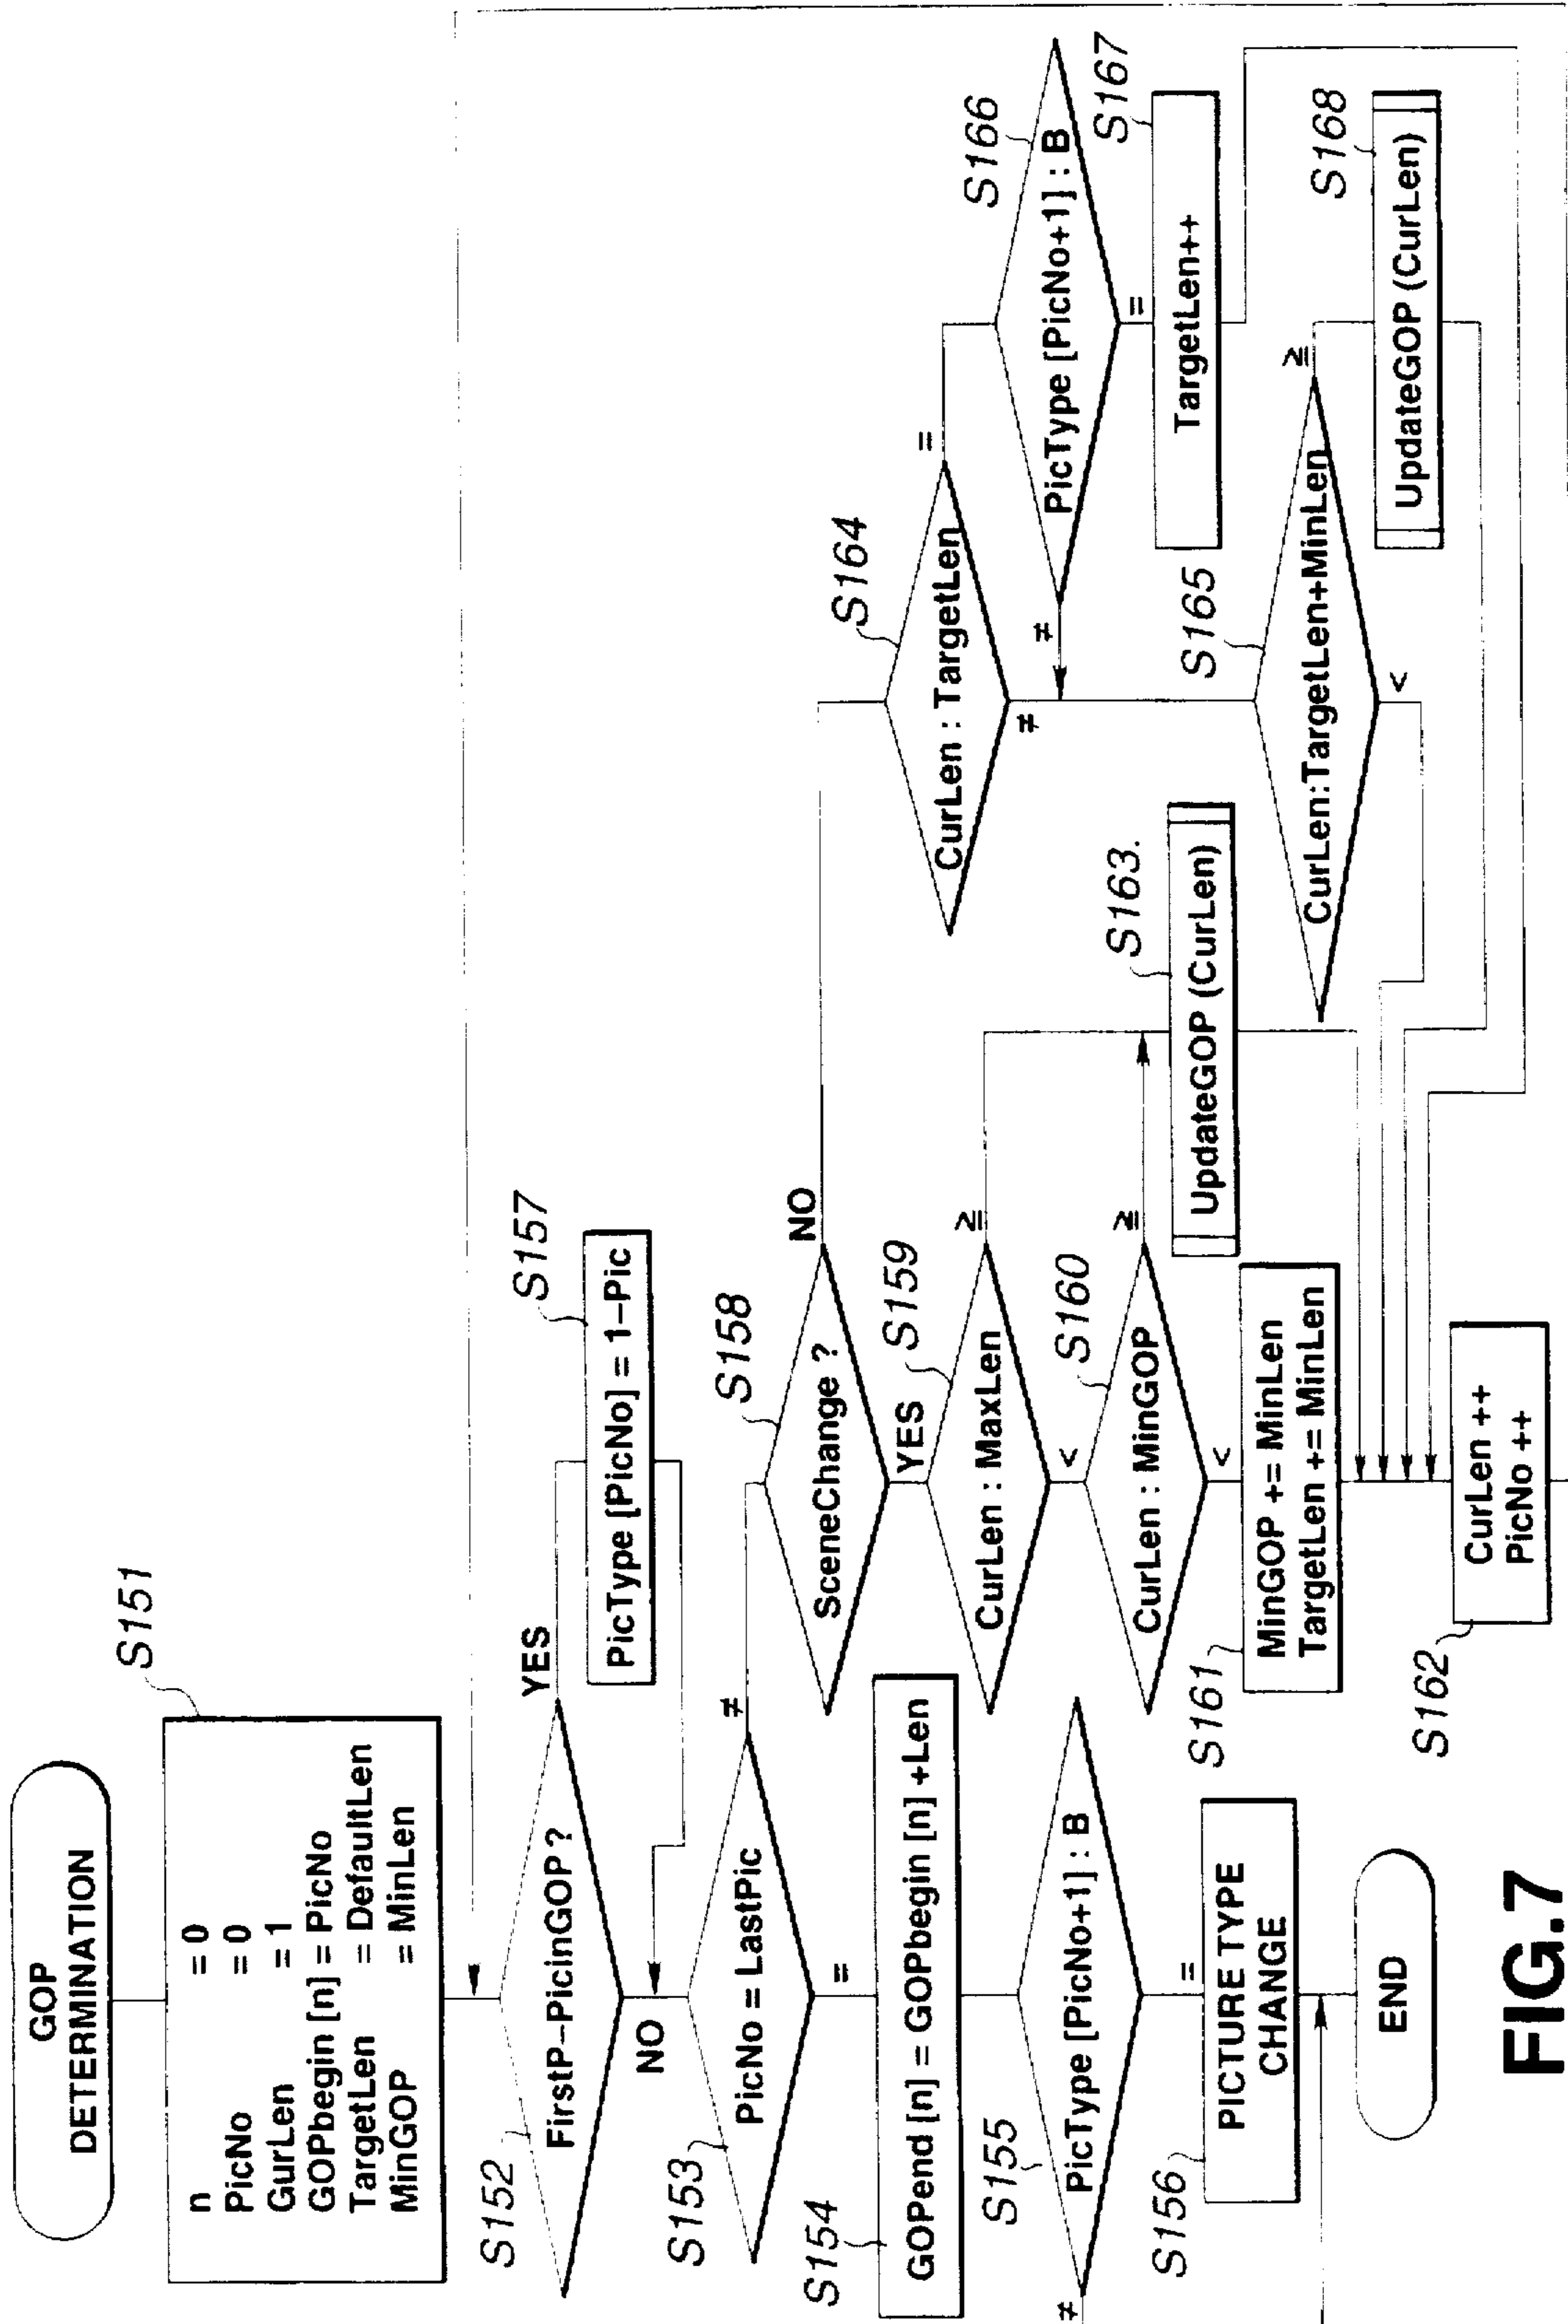 GOP
DETERMINATION
S151
n = 0
PicNo = 0
GurLen = 1
GOPbegin [n] = PicNo
TargetLen = DefaultLen
MinGOP = MinLen
S152
FirstP-PicinGOP ?
YES
NO
S157
PicType [PicNo] = 1-Pic
S153
PicNo = LastPic
≠
=
S154
GOPend [n] = GOPbegin [n] +Len
S155
PicType [PicNo+1] : B
≠
=
S156
PICTURE TYPE
CHANGE
END
S158
SceneChange ?
NO
YES
S159
CurLen : MaxLen
≧
<
S160
CurLen : MinGOP
≧
<
S161
MinGOP += MinLen
TargetLen += MinLen
S162
CurLen ++
PicNo ++
S163.
UpdateGOP (CurLen)
S164
CurLen : TargetLen
=
≠
S166
PicType [PicNo+1] : B
≠
=
S167
TargetLen++
S165
CurLen:TargetLen+MinLen
≧
<
S168
UpdateGOP (CurLen)
FIG.7